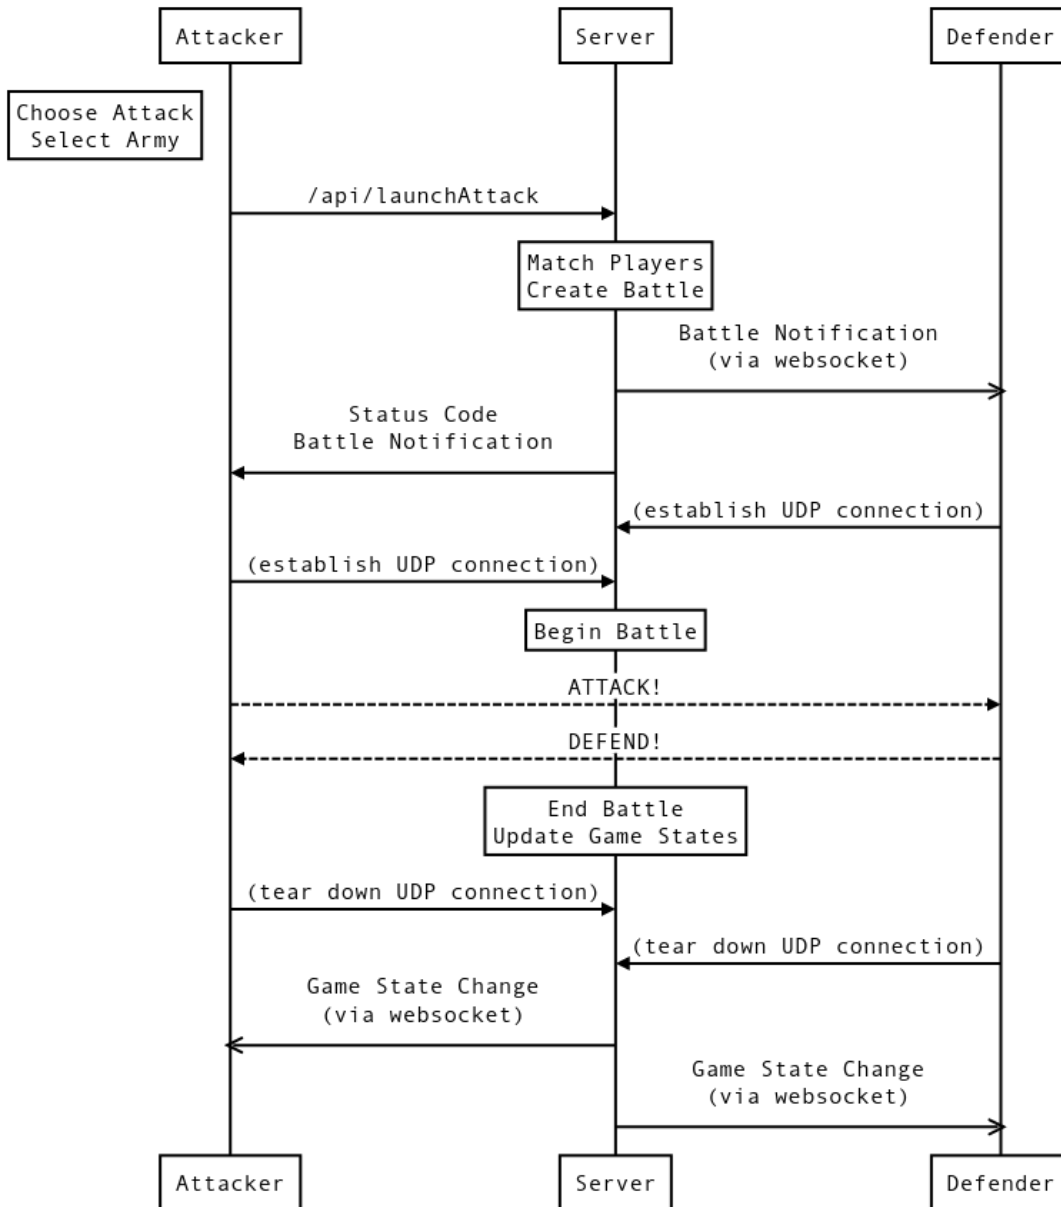 Attacker
Server
Defender
Choose Attack
Select Army
/api/launchAttack
Match Players
Create Battle
Battle Notification
(via websocket)
Status Code
Battle Notification
(establish UDP connection)
(establish UDP connection)
Begin Battle
ATTACK!
DEFEND!
End Battle
Update Game States
(tear down UDP connection)
(tear down UDP connection)
Game State Change
(via websocket)
Game State Change
(via websocket)
Attacker
Server
Defender